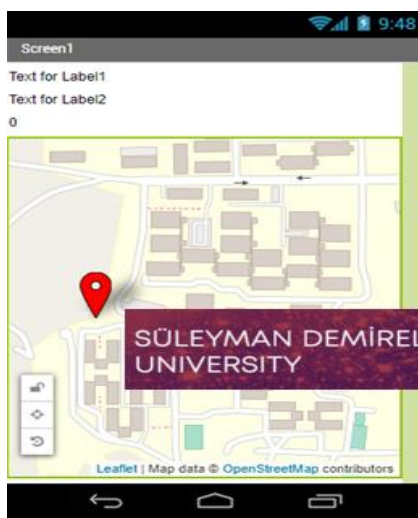 9:48
Screen1
Text for Label1
Text for Label2
0
SÜLEYMAN DEMİREL
UNIVERSITY
Leaflet | Map data © OpenStreetMap contributors